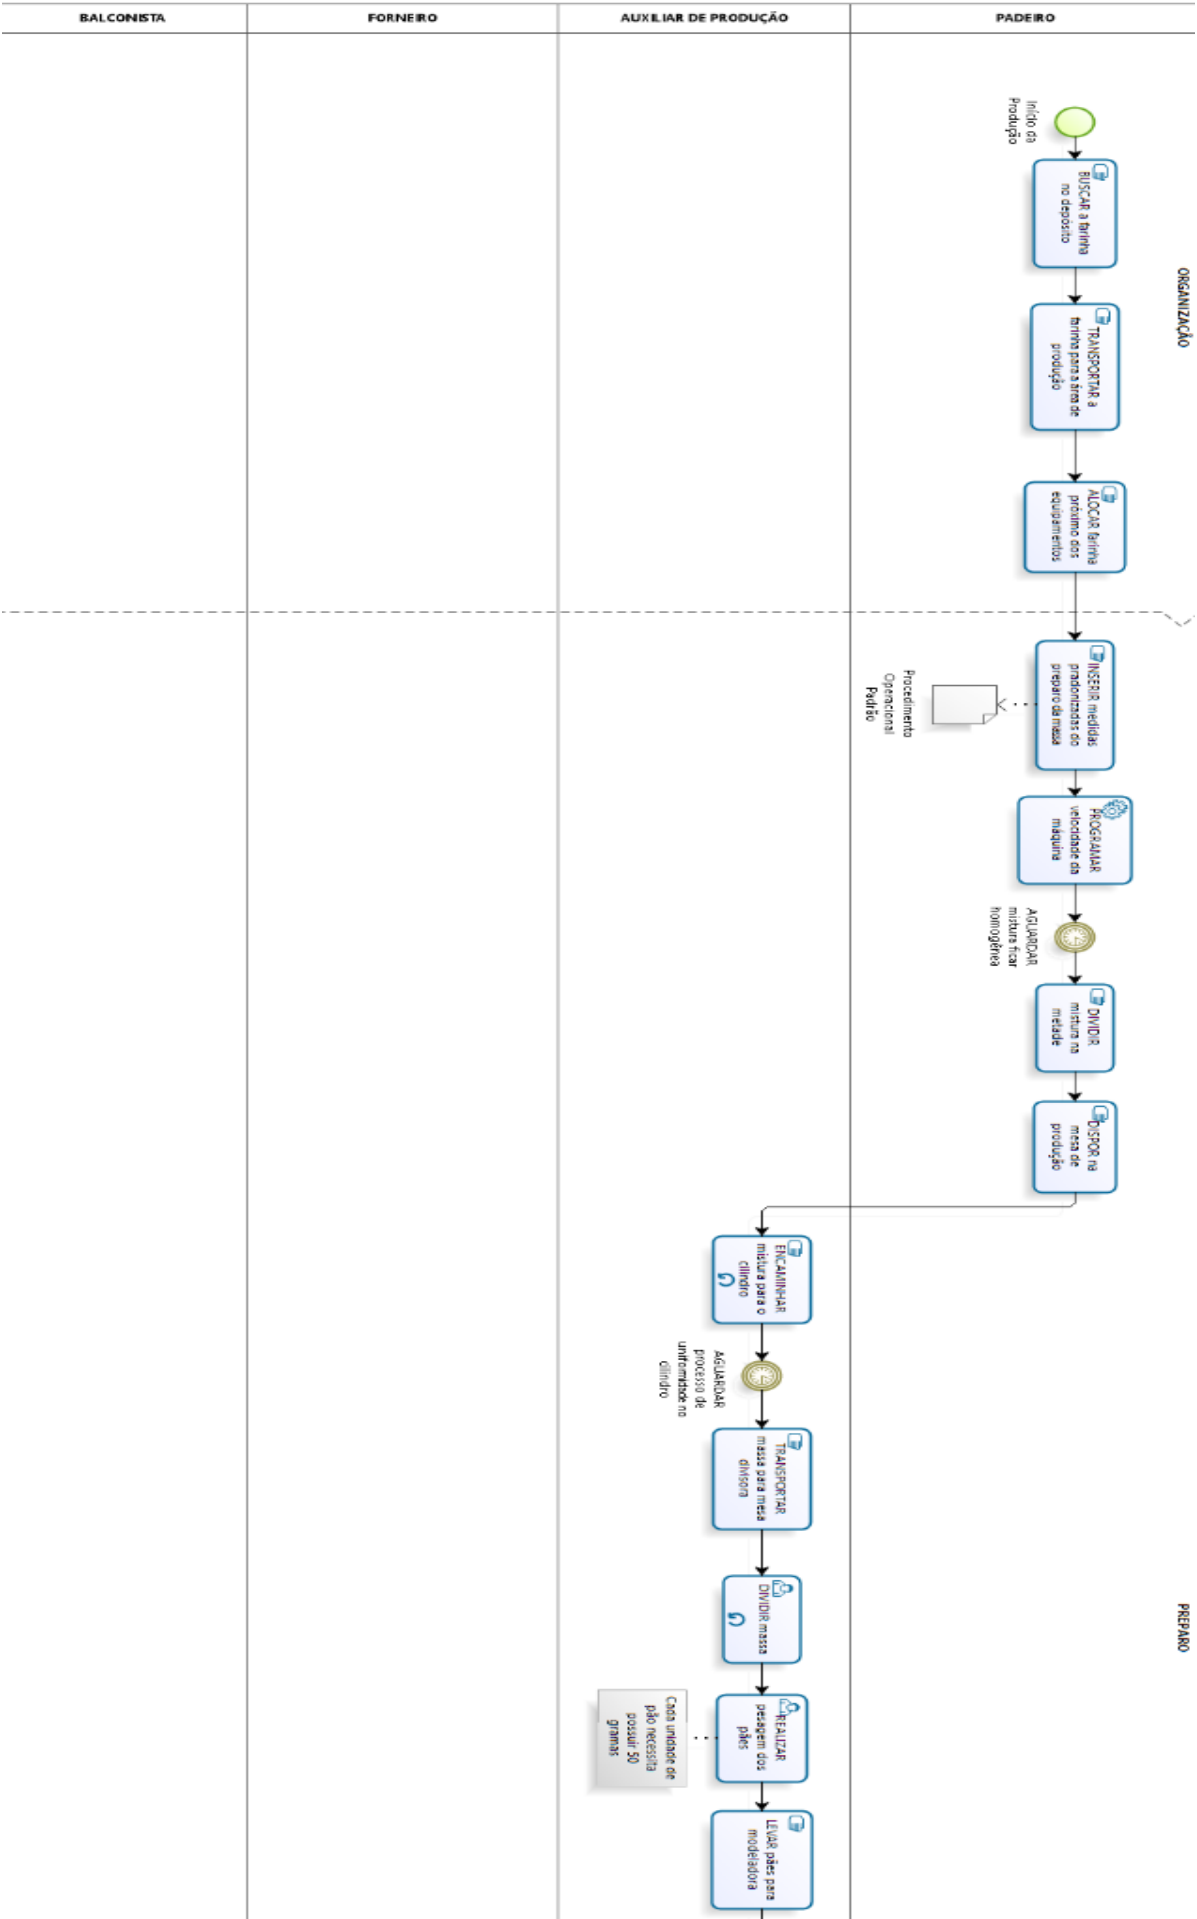 BALCONISTA
FORNEIRO
AUXILIAR DE PRODUÇÃO
PADEIRO
ORGANIZAÇÃO
Início da
Produção
BUSCAR a farinha
no depósito
TRANSPORTAR a
farinha para a área de
produção
ALOCAR farinha
próximo dos
equipamentos
INSERIR medidas
pradonizadas do
preparo da massa
Procedimento
Operacional
Padrão
PROGRAMAR
velocidade da
máquina
AGUARDAR
mistura ficar
homogênea
DIVIDIR
mistura na
metade
DISPOR na
mesa de
produção
ENCAMINHAR
mistura para o
cilindro
AGUARDAR
processo de
uniformidade no
cilindro
TRANSPORTAR
massa para mesa
divisora
PREPARO
DIVIDIR massa
REALIZAR
pesagem dos
pães
Cada unidade de
pão necessita
possuir 50
gramas
LEVAR pães para
modeladora